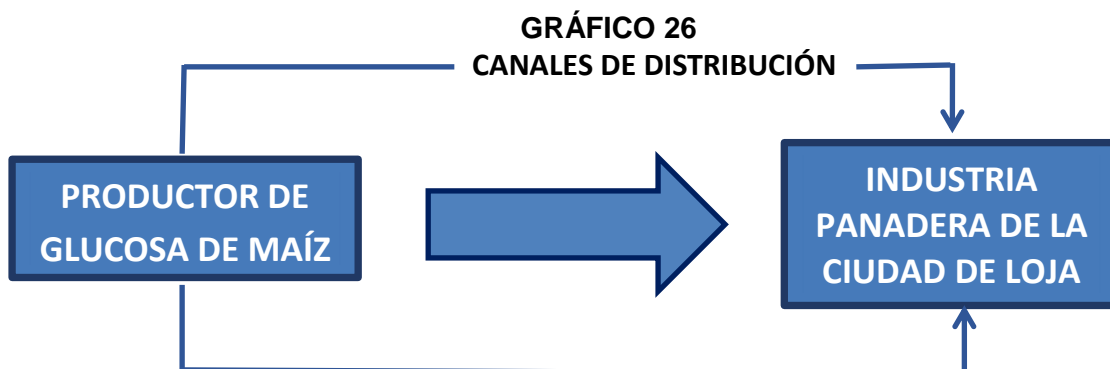 GRÁFICO 26
CANALES DE DISTRIBUCIÓN
PRODUCTOR DE
GLUCOSA DE MAÍZ
INDUSTRIA
PANADERA DE LA
CIUDAD DE LOJA